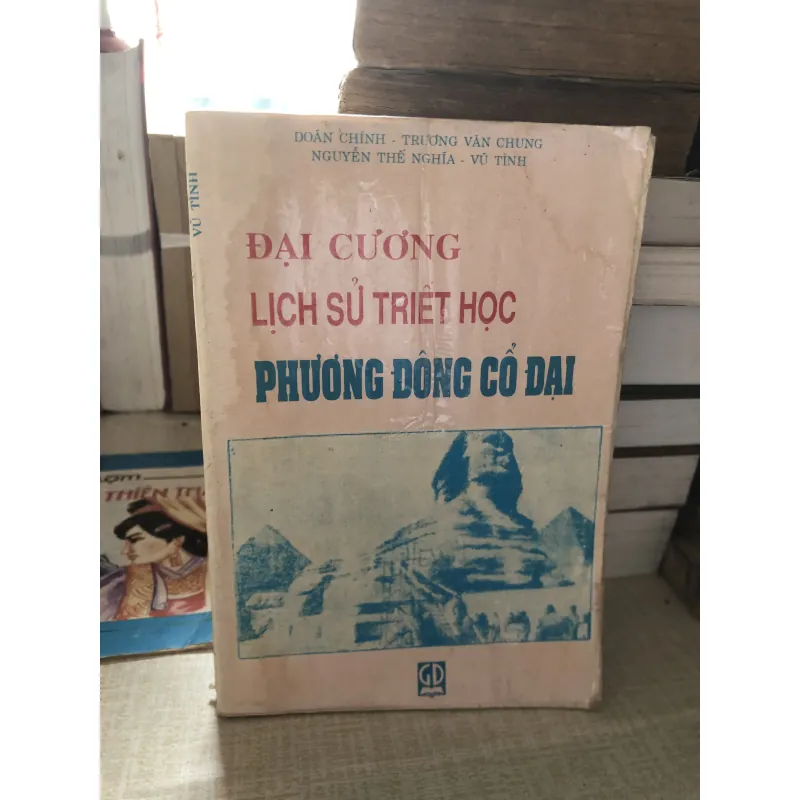 DOÃN CHÍNH - TRƯƠNG VĂN CHUNG
NGUYỄN THẾ NGHĨA - VŨ TÌNH
ĐẠI CƯƠNG
LỊCH SỬ TRIẾT HỌC
PHƯƠNG ĐÔNG CỔ ĐẠI
GD
VŨ TÌNH
THIÊN